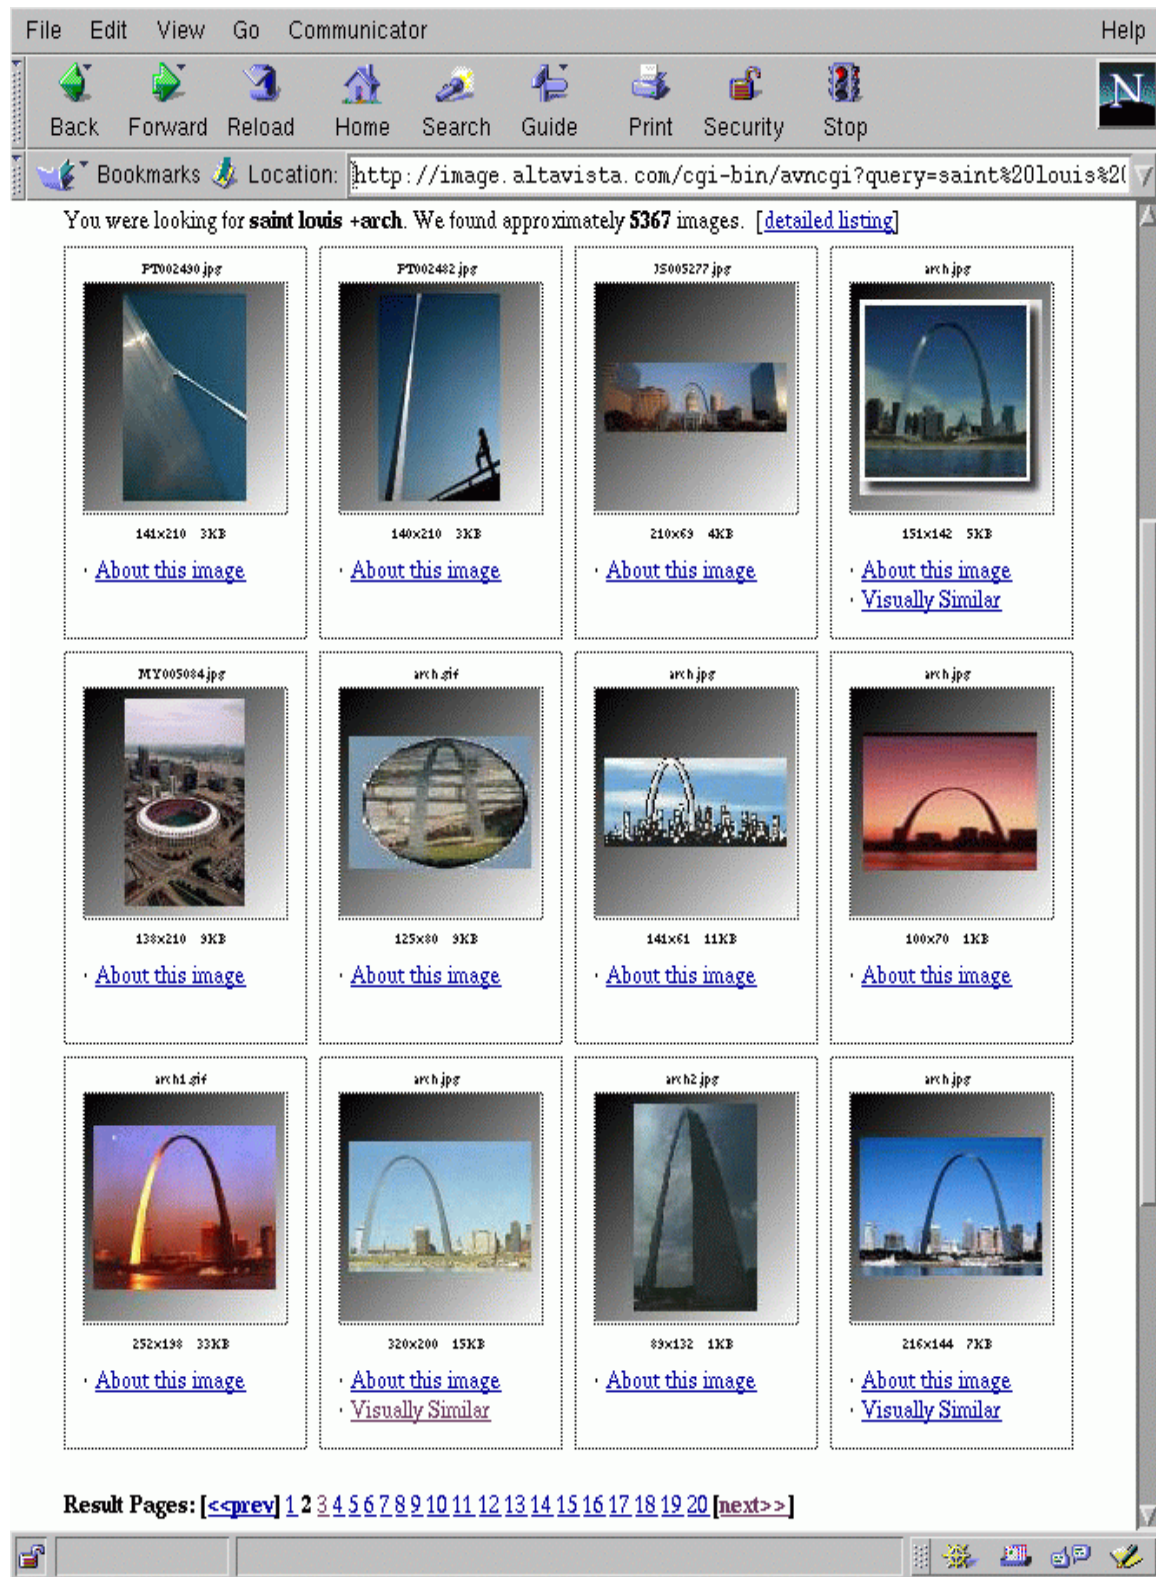 File Edit View Go Communicator Help
N
Back Forward Reload Home Search Guide Print Security Stop
Bookmarks Location: http://image.altavista.com/cgi-bin/avncgi?query=saint%20louis%2(
You were looking for saint louis +arch. We found approximately 5367 images. [detailed listing]
PT002490.jpg PT002482.jpg JS005277.jpg arch.jpg
141x210 3KB 140x210 3KB 210x69 4KB 151x142 5KB
· About this image · About this image · About this image · About this image
· Visually Similar
MY005084.jpg arch.gif arch.jpg arch.jpg
138x210 9KB 125x80 9KB 141x61 11KB 100x70 1KB
· About this image · About this image · About this image · About this image
arch1.gif arch.jpg arch2.jpg arch.jpg
252x198 33KB 320x200 15KB 89x132 1KB 216x144 7KB
· About this image · About this image · About this image · About this image
· Visually Similar · Visually Similar
Result Pages: [<<prev] 1 2 3 4 5 6 7 8 9 10 11 12 13 14 15 16 17 18 19 20 [next>>]